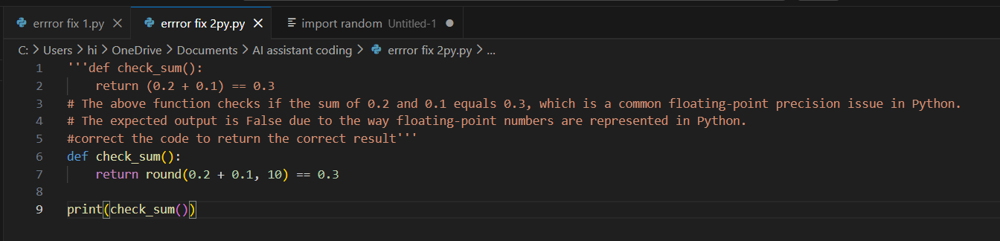 errror fix 1.py errror fix 2py.py import random Untitled-1
C: > Users > hi > OneDrive > Documents > AI assistant coding > errror fix 2py.py > ...
1 '''def check_sum():
2     return (0.2 + 0.1) == 0.3
3 # The above function checks if the sum of 0.2 and 0.1 equals 0.3, which is a common floating-point precision issue in Python.
4 # The expected output is False due to the way floating-point numbers are represented in Python.
5 #correct the code to return the correct result'''
6 def check_sum():
7     return round(0.2 + 0.1, 10) == 0.3
8
9 print(check_sum())